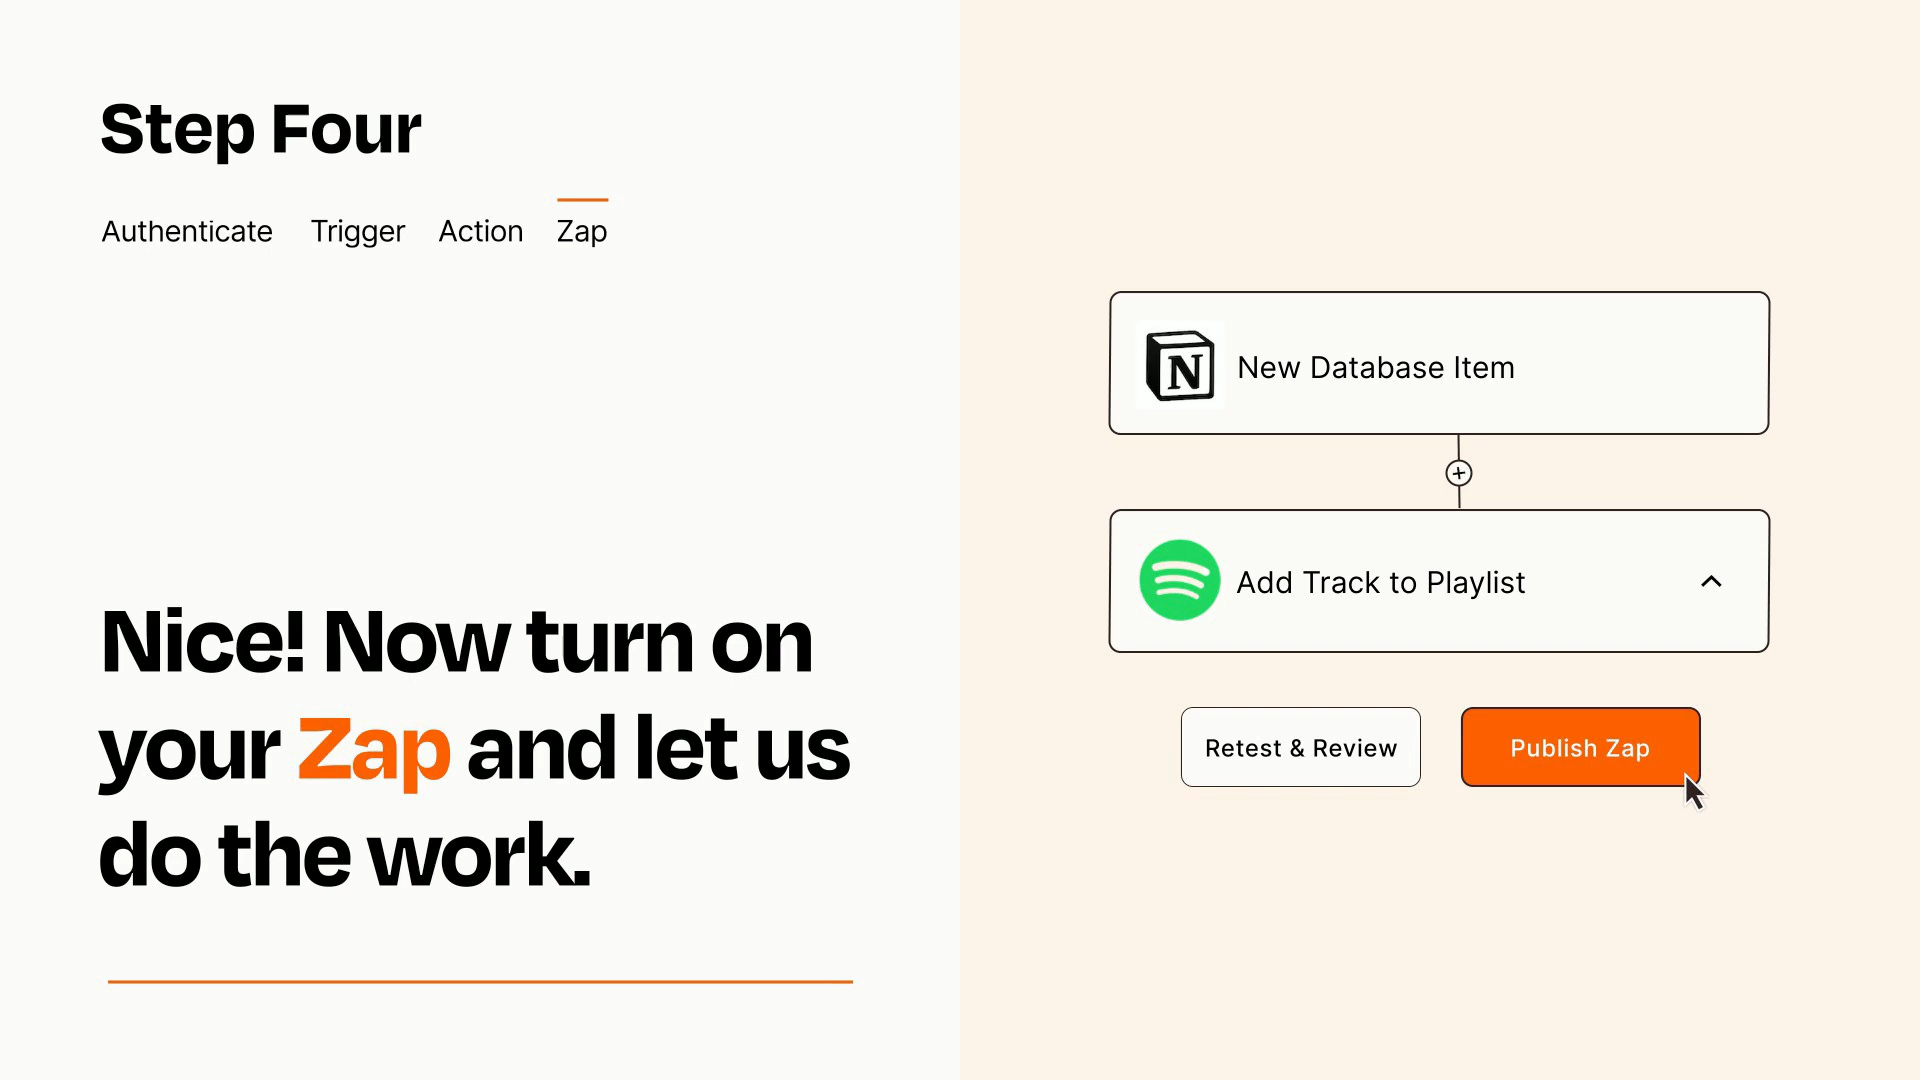 Step Four
Authenticate Trigger Action Zap
Nice! Now turn on
your Zap and let us
do the work.
N New Database Item
Add Track to Playlist
Retest & Review
Publish Zap